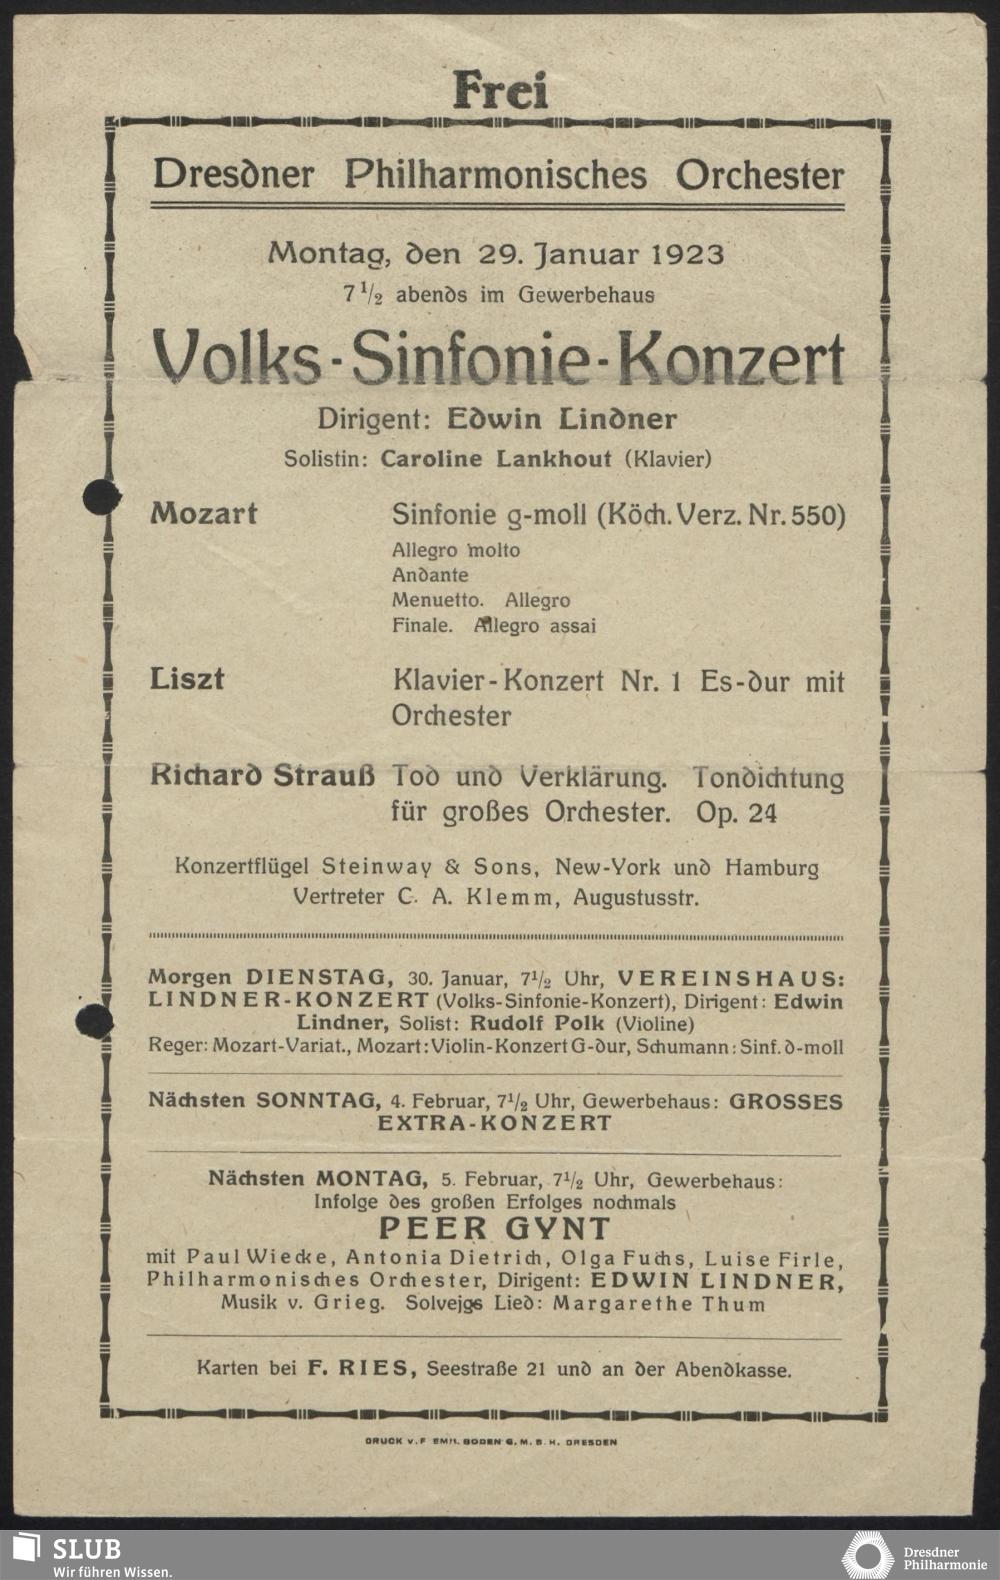 Frei
Dresdner Philharmonisches Orchester
Montag, den 29. Januar 1923
7 1/2 abends im Gewerbehaus
Volks-Sinfonie-Konzert
Dirigent: Edwin Lindner
Solistin: Caroline Lankhout (Klavier)
Mozart Sinfonie g-moll (Köch. Verz. Nr. 550)
Allegro molto
Andante
Menuetto. Allegro
Finale. Allegro assai
Liszt Klavier-Konzert Nr. 1 Es-dur mit
Orchester
Richard Strauß Tod und Verklärung. Tondichtung
für großes Orchester. Op. 24
Konzertflügel Steinway & Sons, New-York und Hamburg
Vertreter C. A. Klemm, Augustusstr.
Morgen DIENSTAG, 30. Januar, 7 1/2 Uhr, VEREINSHAUS:
LINDNER-KONZERT (Volks-Sinfonie-Konzert), Dirigent: Edwin
Lindner, Solist: Rudolf Polk (Violine)
Reger: Mozart-Variat., Mozart: Violin-Konzert G-dur, Schumann: Sinf. d-moll
Nächsten SONNTAG, 4. Februar, 7 1/2 Uhr, Gewerbehaus: GROSSES
EXTRA-KONZERT
Nächsten MONTAG, 5. Februar, 7 1/2 Uhr, Gewerbehaus:
Infolge des großen Erfolges nochmals
PEER GYNT
mit Paul Wiecke, Antonia Dietrich, Olga Fuchs, Luise Firle,
Philharmonisches Orchester, Dirigent: EDWIN LINDNER,
Musik v. Grieg. Solvejgs Lied: Margarethe Thum
Karten bei F. RIES, Seestraße 21 und an der Abendkasse.
DRUCK v. F EMIL BODEN G. M. B. H. DRESDEN
SLUB
Wir führen Wissen.
Dresdner
Philharmonie